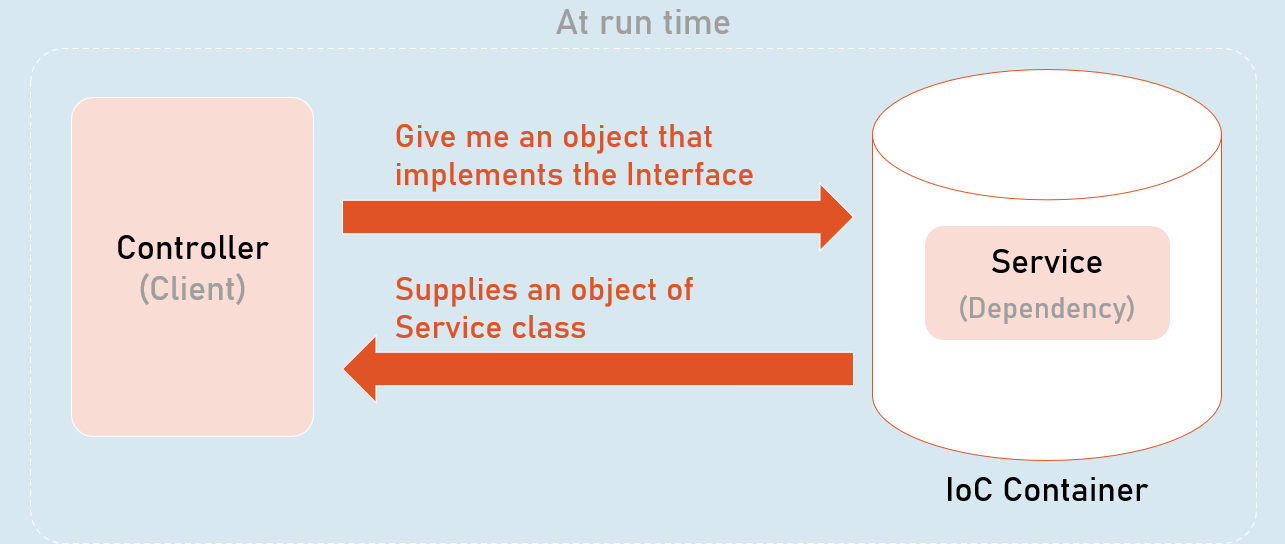 At run time
Give me an object that
implements the Interface
Controller
(Client)
Service
(Dependency)
Supplies an object of
Service class
IoC Container